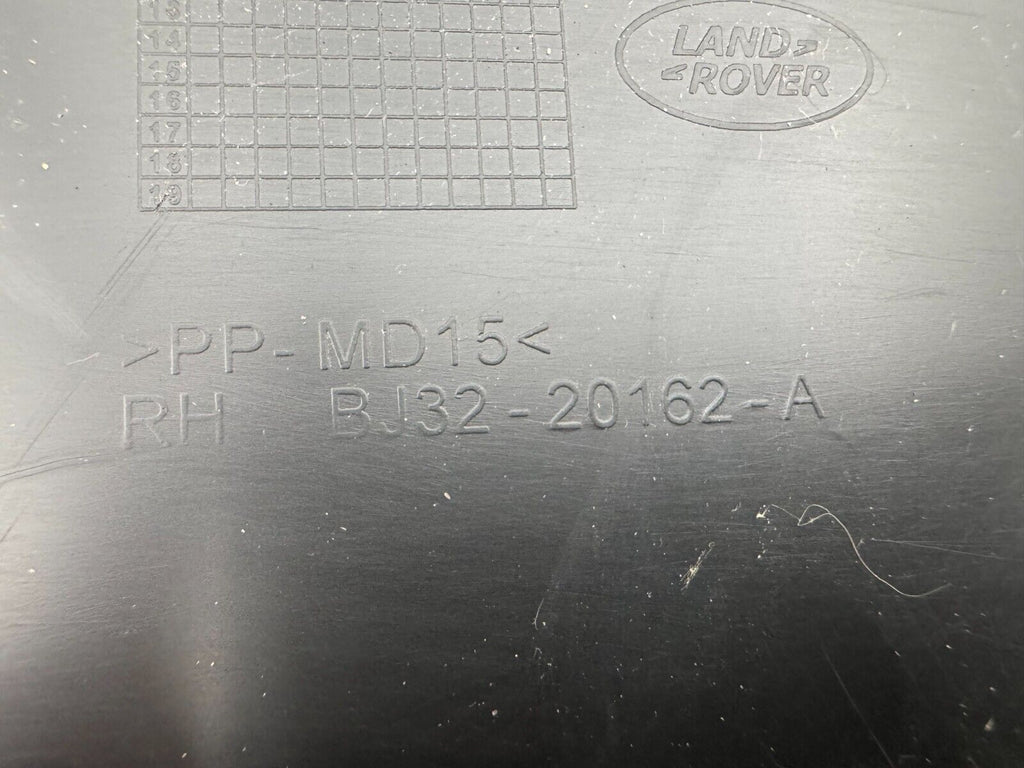 13
14
15
16
17
18
19
LAND>
<ROVER
>PP-MD15<
RH BJ32-20162-A